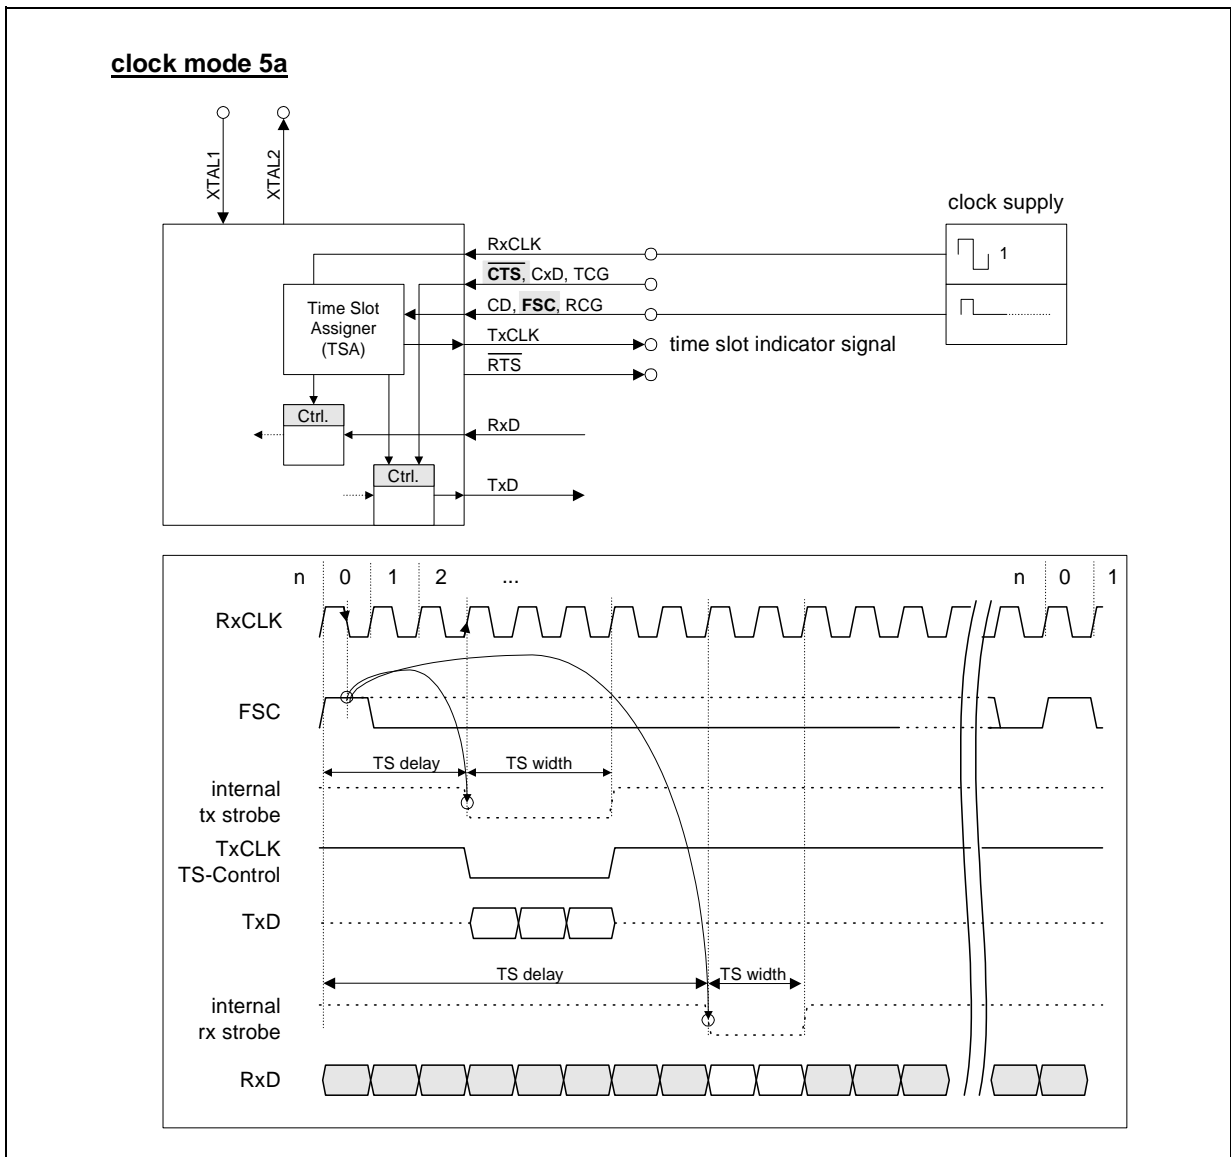 clock mode 5a
XTAL1
XTAL2
clock supply
RxCLK
1
CTS, CxD, TCG
CD, FSC, RCG
Time Slot
Assigner
(TSA)
TxCLK
time slot indicator signal
RTS
Ctrl.
RxD
Ctrl.
TxD
n 0 1 2 ... n 0 1
RxCLK
FSC
TS delay TS width
internal
tx strobe
TxCLK
TS-Control
TxD
TS delay TS width
internal
rx strobe
RxD